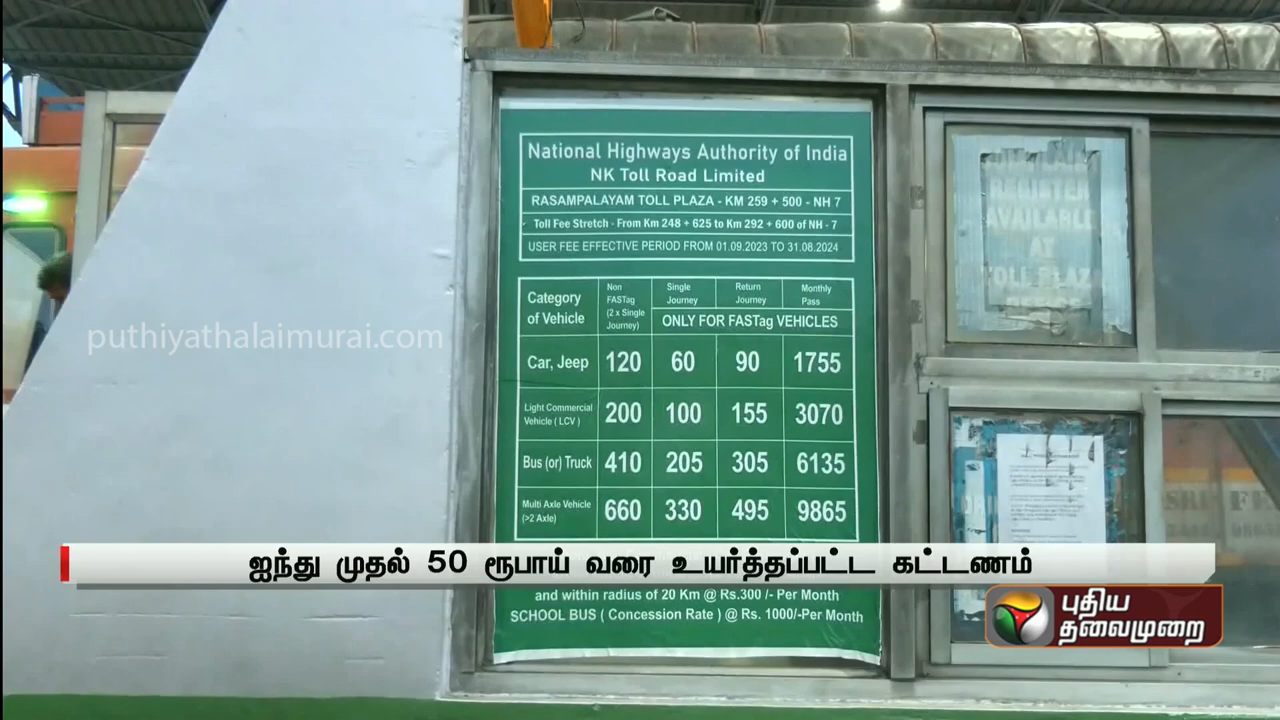 National Highways Authority of India
NK Toll Road Limited
RASAMPALAYAM TOLL PLAZA - KM 259 + 500 - NH 7
Toll Fee Stretch - From Km 248 + 625 to Km 292 + 600 of NH - 7
USER FEE EFFECTIVE PERIOD FROM 01.09.2023 TO 31.08.2024
Category of Vehicle
Non FASTag (2 x Single Journey)
Single Journey
Return Journey
Monthly Pass
ONLY FOR FASTag VEHICLES
Car, Jeep 120 60 90 1755
Light Commercial Vehicle ( LCV ) 200 100 155 3070
Bus (or) Truck 410 205 305 6135
Multi Axle Vehicle (>2 Axle) 660 330 495 9865
and within radius of 20 Km @ Rs.300 /- Per Month
SCHOOL BUS ( Concession Rate ) @ Rs. 1000/-Per Month
REGISTER
AVAILABLE
AT
TOLL PLAZA
puthiyathalaimurai.com
ஐந்து முதல் 50 ரூபாய் வரை உயர்த்தப்பட்ட கட்டணம்
புதிய
தலைமுறை